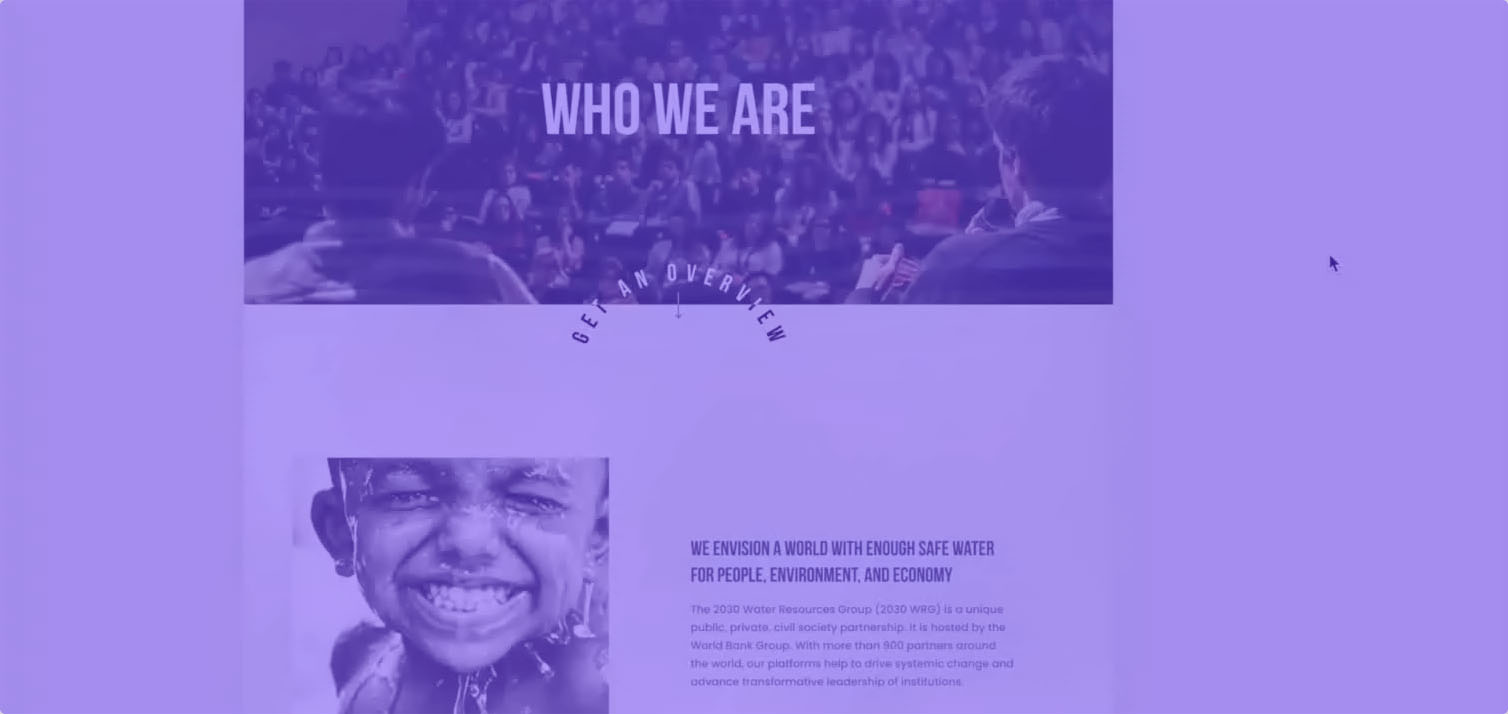 WHO WE ARE
GET AN OVERVIEW
WE ENVISION A WORLD WITH ENOUGH SAFE WATER
FOR PEOPLE, ENVIRONMENT, AND ECONOMY
The 2030 Water Resources Group (2030 WRG) is a unique
public, private, civil society partnership. It is hosted by the
World Bank Group. With more than 900 partners around
the world, our platforms help to drive systemic change and
advance transformative leadership of institutions.